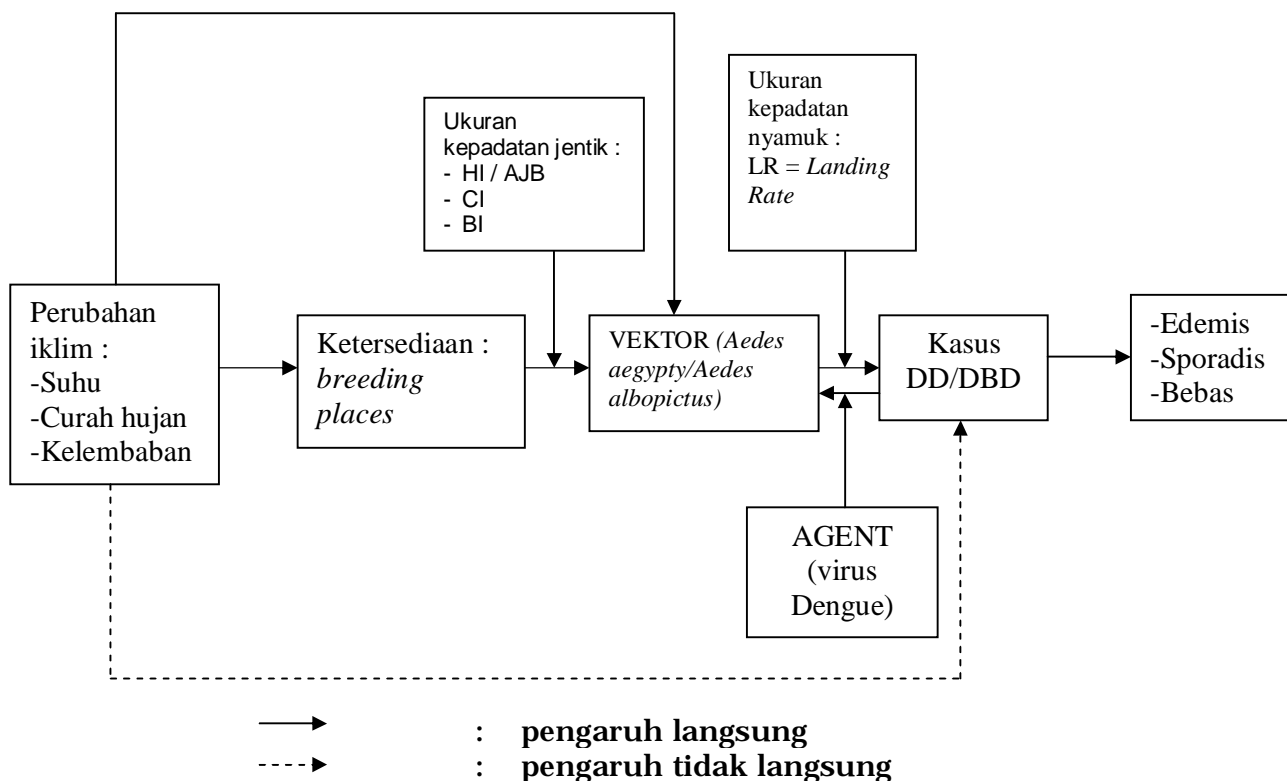 Ukuran
kepadatan
nyamuk :
LR = Landing
Rate
Ukuran
kepadatan jentik :
- HI / AJB
- CI
- BI
Perubahan
iklim :
-Suhu
-Curah hujan
-Kelembaban
Ketersediaan :
breeding
places
VEKTOR (Aedes
aegypty/Aedes
albopictus)
Kasus
DD/DBD
-Edemis
-Sporadis
-Bebas
AGENT
(virus
Dengue)
: pengaruh langsung
: pengaruh tidak langsung